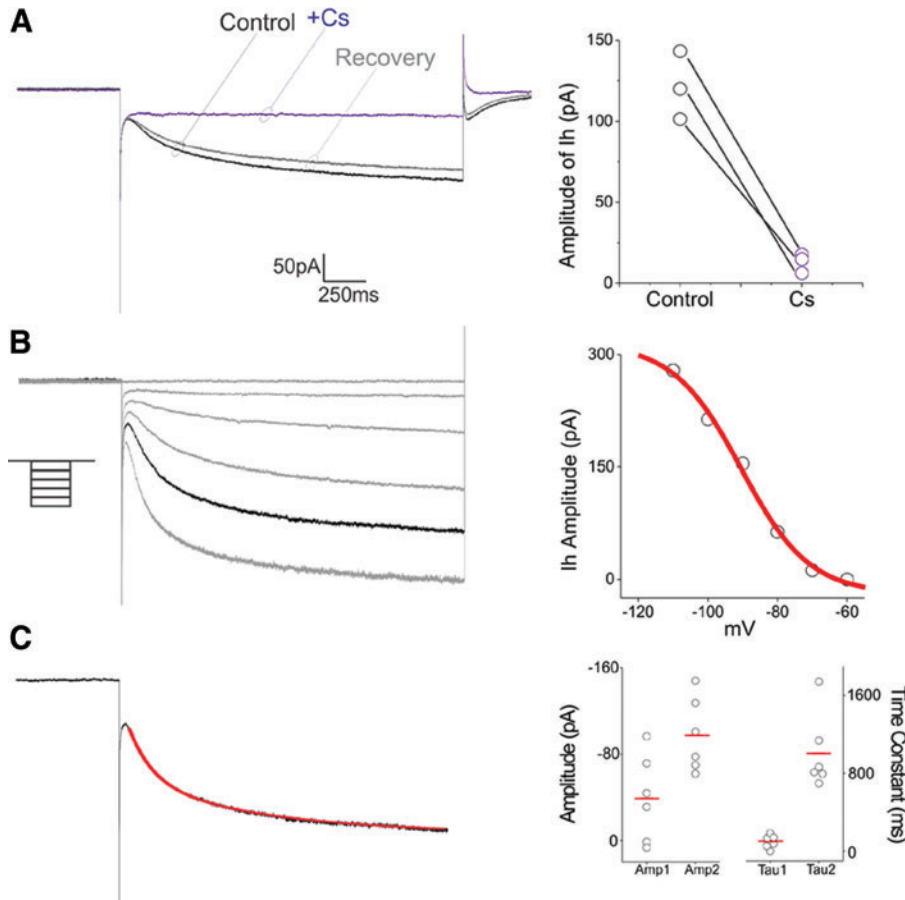 A
Control +Cs
Recovery
50pA
250ms
Amplitude of Ih (pA)
150
100
50
0
Control Cs
B
Ih Amplitude (pA)
300
150
0
-120 -100 -80 -60
mV
C
Amplitude (pA)
-160
-80
0
Amp1 Amp2 Tau1 Tau2
1600
800
0
Time Constant (ms)